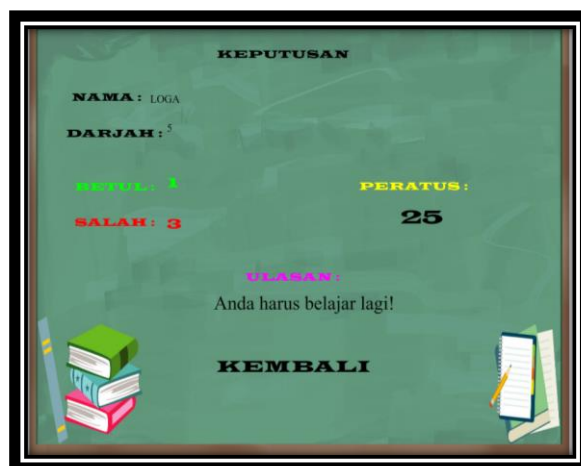 KEPUTUSAN
NAMA: LOGA
DARJAH: 5
BETUL: 1
PERATUS:
SALAH: 3
25
ULASAN:
Anda harus belajar lagi!
KEMBALI